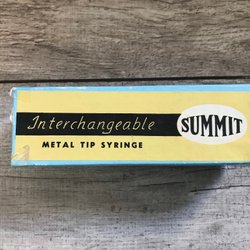 Interchangeable
SUMMIT
METAL TIP SYRINGE